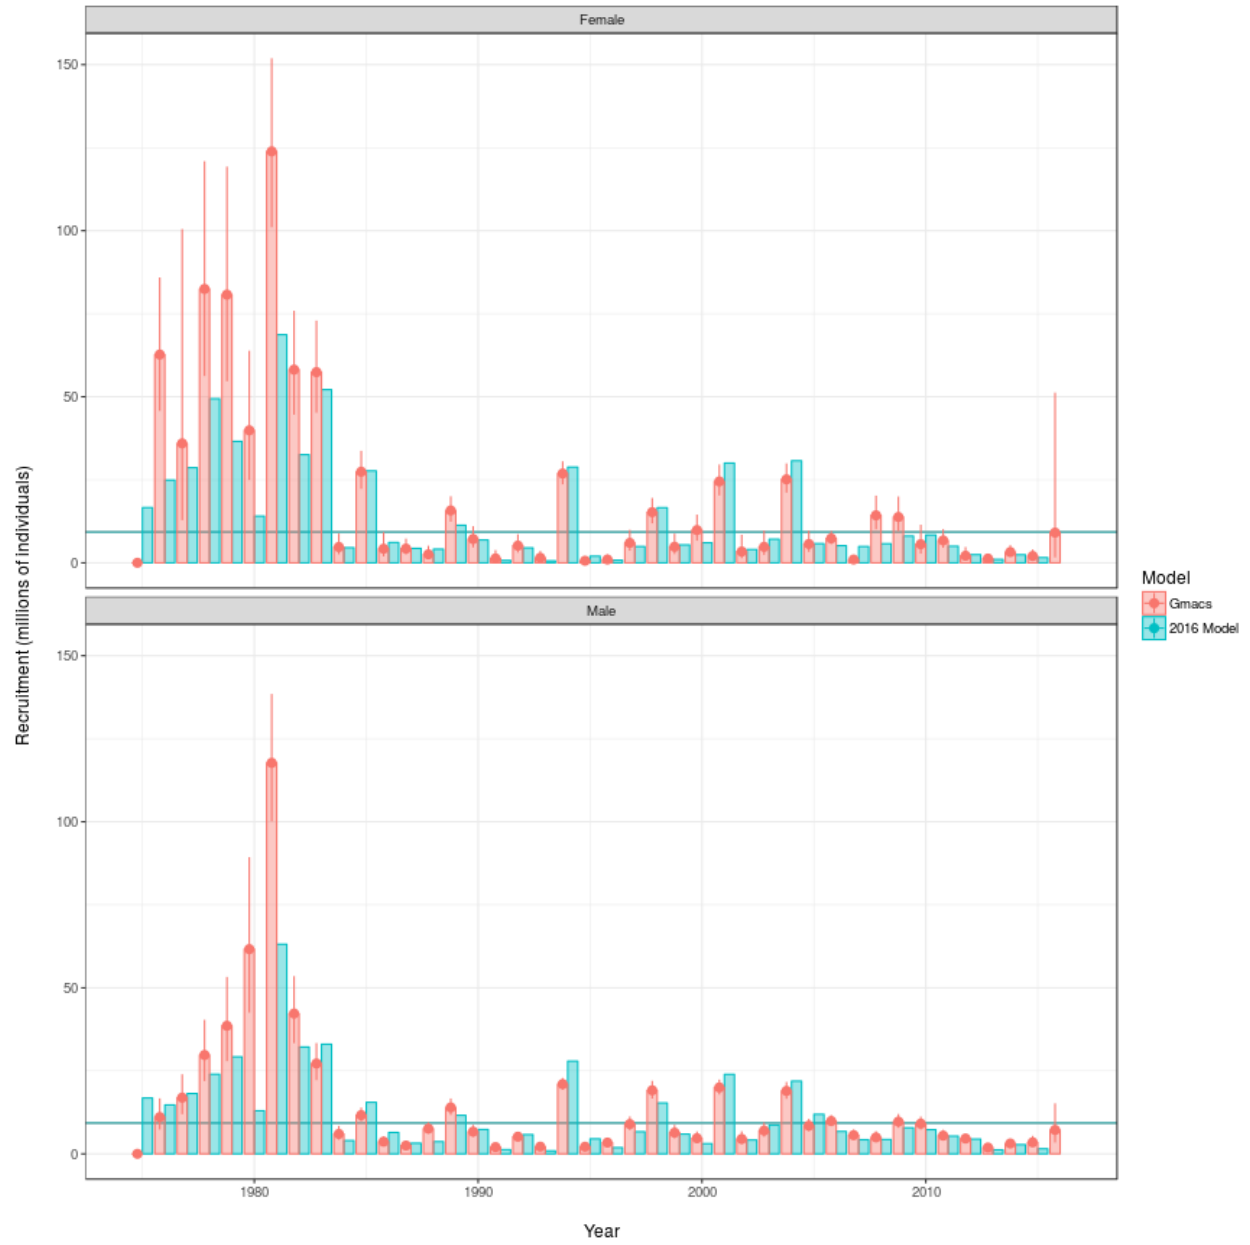 Female
150
100
50
0
Male
150
100
50
0
1980 1990 2000 2010
Year
Recruitment (millions of individuals)
Model
Gmacs
2016 Model